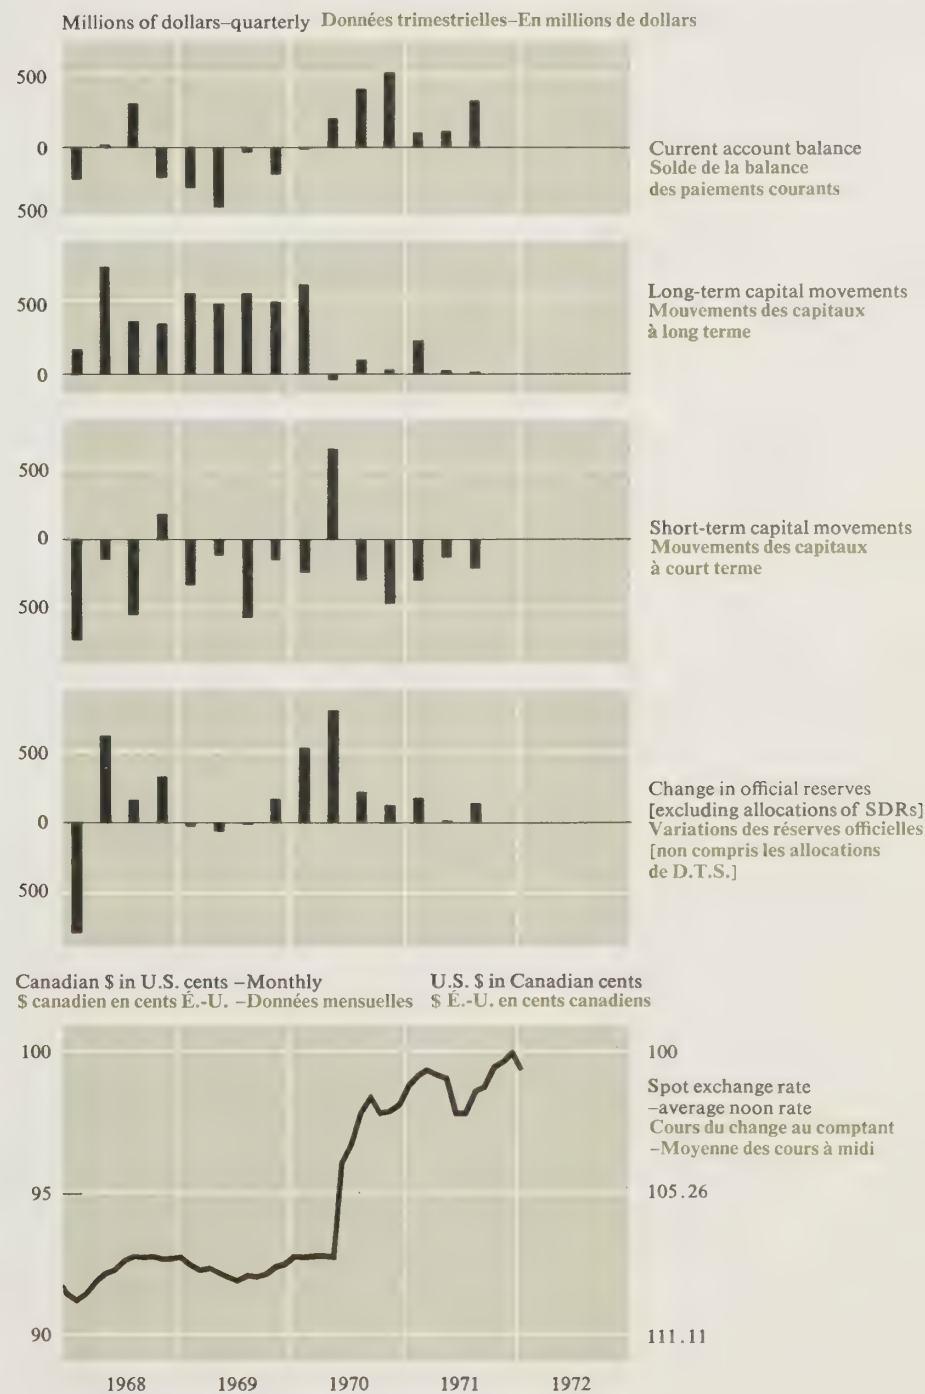 Millions of dollars–quarterly Données trimestrielles–En millions de dollars
500
0
500
Current account balance
Solde de la balance
des paiements courants
500
0
Long-term capital movements
Mouvements des capitaux
à long terme
500
0
500
Short-term capital movements
Mouvements des capitaux
à court terme
500
0
500
Change in official reserves
[excluding allocations of SDRs]
Variations des réserves officielles
[non compris les allocations
de D.T.S.]
Canadian $ in U.S. cents –Monthly
$ canadien en cents É.-U. –Données mensuelles
U.S. $ in Canadian cents
$ É.-U. en cents canadiens
100
95
90
100
Spot exchange rate
–average noon rate
Cours du change au comptant
–Moyenne des cours à midi
105.26
111.11
1968 1969 1970 1971 1972